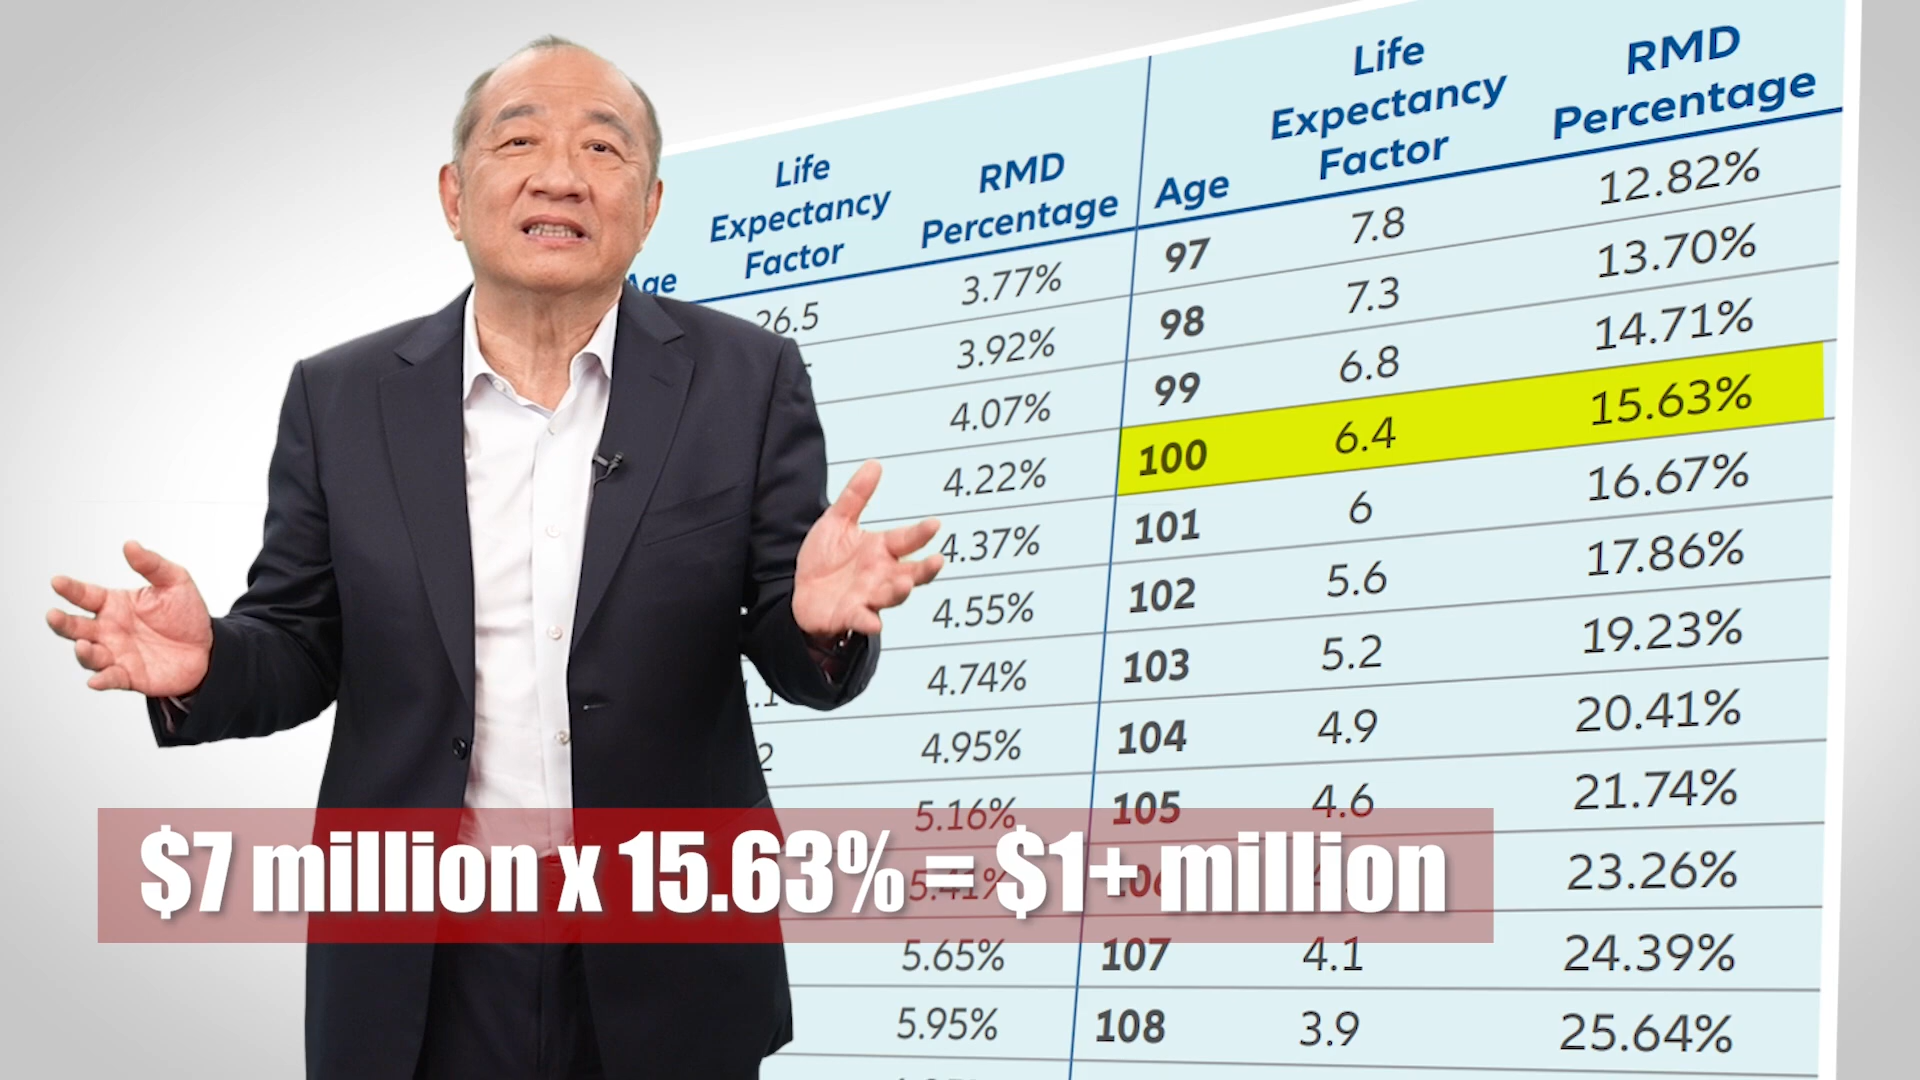 Life Expectancy Factor RMD Percentage Age Life Expectancy Factor RMD Percentage
Age
26.5 3.77% 97 7.8 12.82%
3.92% 98 7.3 13.70%
4.07% 99 6.8 14.71%
4.22% 100 6.4 15.63%
4.37% 101 6 16.67%
4.55% 102 5.6 17.86%
4.74% 103 5.2 19.23%
4.95% 104 4.9 20.41%
5.16% 105 4.6 21.74%
5.41% 106 23.26%
5.65% 107 4.1 24.39%
5.95% 108 3.9 25.64%
$7 million x 15.63% = $1+ million